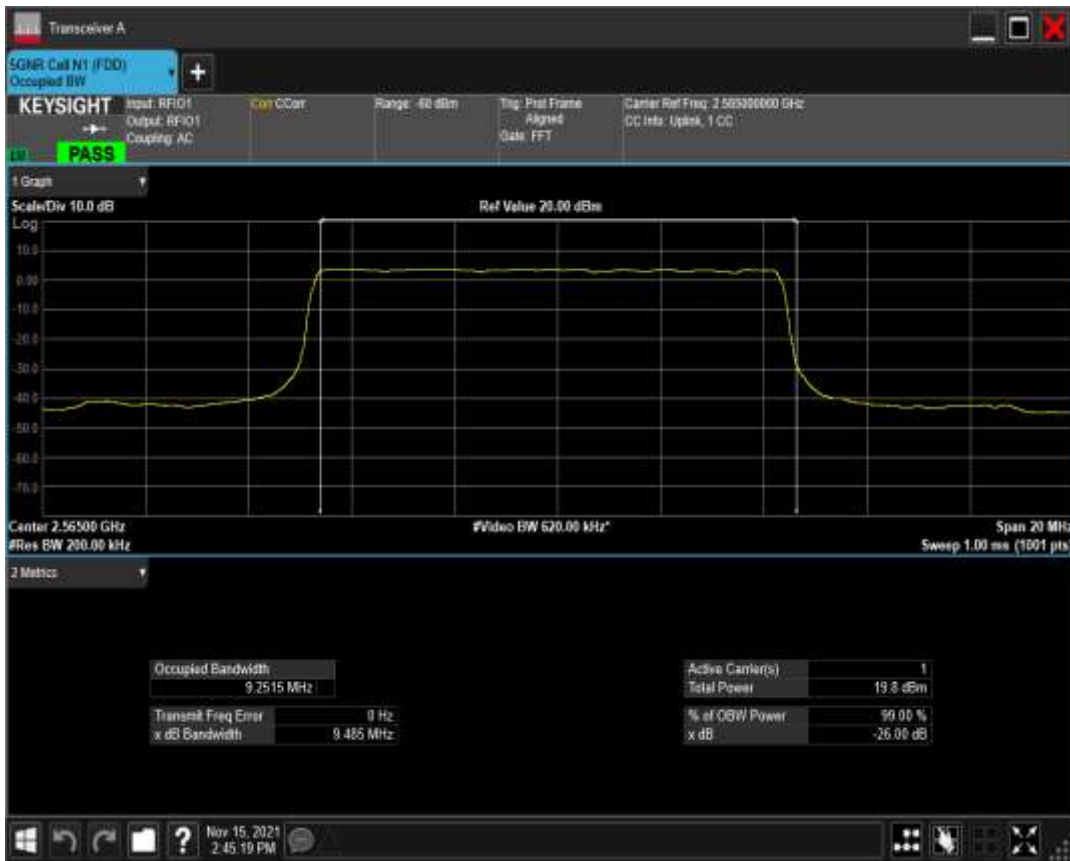 Transceiver A
5GNR Cell N1 (FDD)
Occupied BW
+
KEYSIGHT
Input: RFIO1
Output: RFIO1
Coupling: AC
Corr CCorr
Range: -60 dBm
Trig: Prot Frame
Aligned
Gate: FFT
Carrier Ref Freq: 2.565000000 GHz
CC Info: Uplink, 1 CC
PASS
1 Graph
Scale/Div 10.0 dB
Ref Value 20.00 dBm
Log
10.0
0.00
-10.0
-20.0
-30.0
-40.0
-50.0
-60.0
-70.0
Center 2.56500 GHz
#Video BW 620.00 kHz*
Span 20 MHz
#Res BW 200.00 kHz
Sweep 1.00 ms (1001 pts)
2 Metrics
Occupied Bandwidth
9.2515 MHz
Active Carrier(s) 1
Total Power 19.8 dBm
Transmit Freq Error 0 Hz
x dB Bandwidth 9.485 MHz
% of OBW Power 99.00 %
x dB -26.00 dB
?
Nov 15, 2021
2:45:19 PM